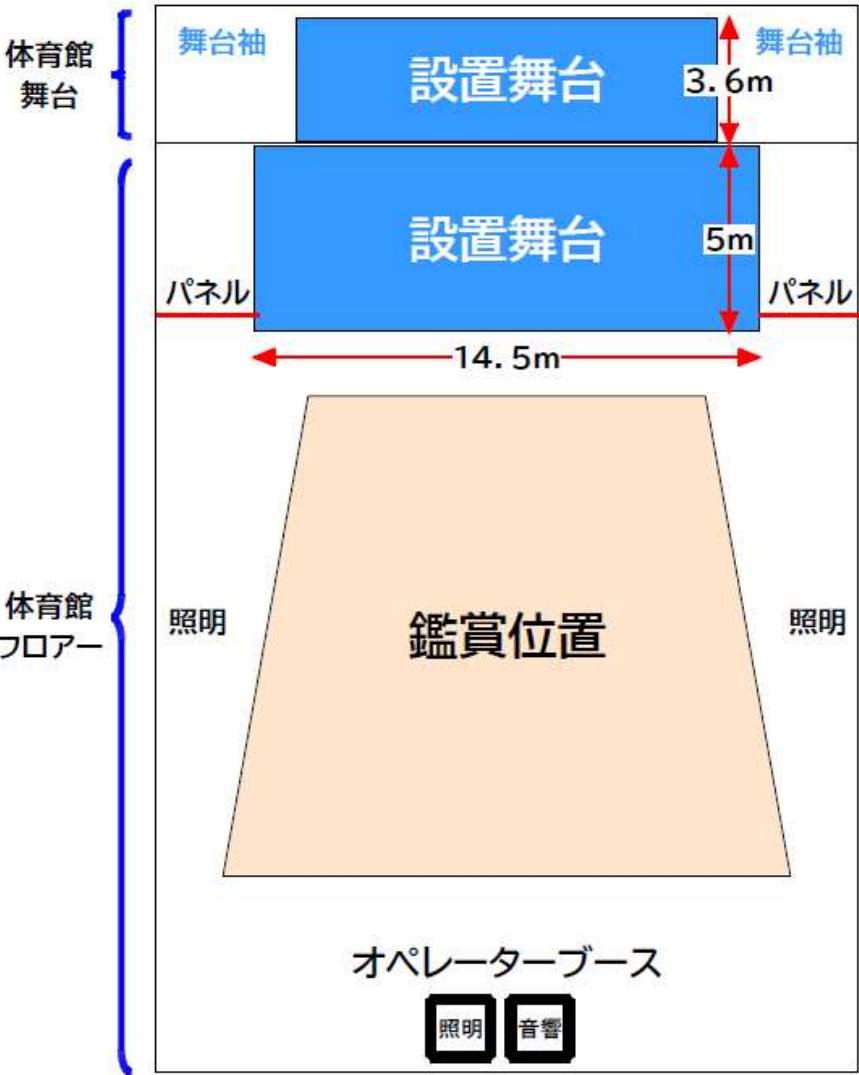 体育館
舞台
舞台袖
設置舞台
3.6m
舞台袖
設置舞台
5m
パネル
パネル
14.5m
体育館
フロアー
照明
鑑賞位置
照明
オペレーターブース
照明
音響